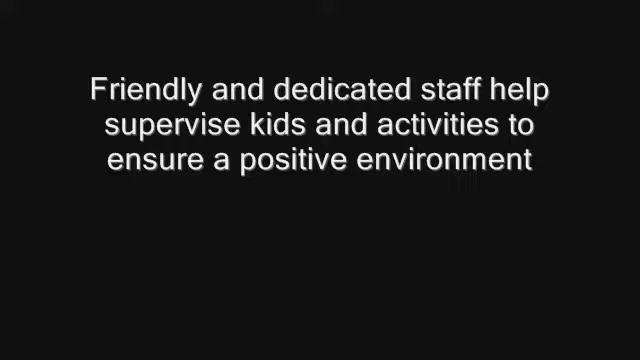 Friendly and dedicated staff help
supervise kids and activities to
ensure a positive environment